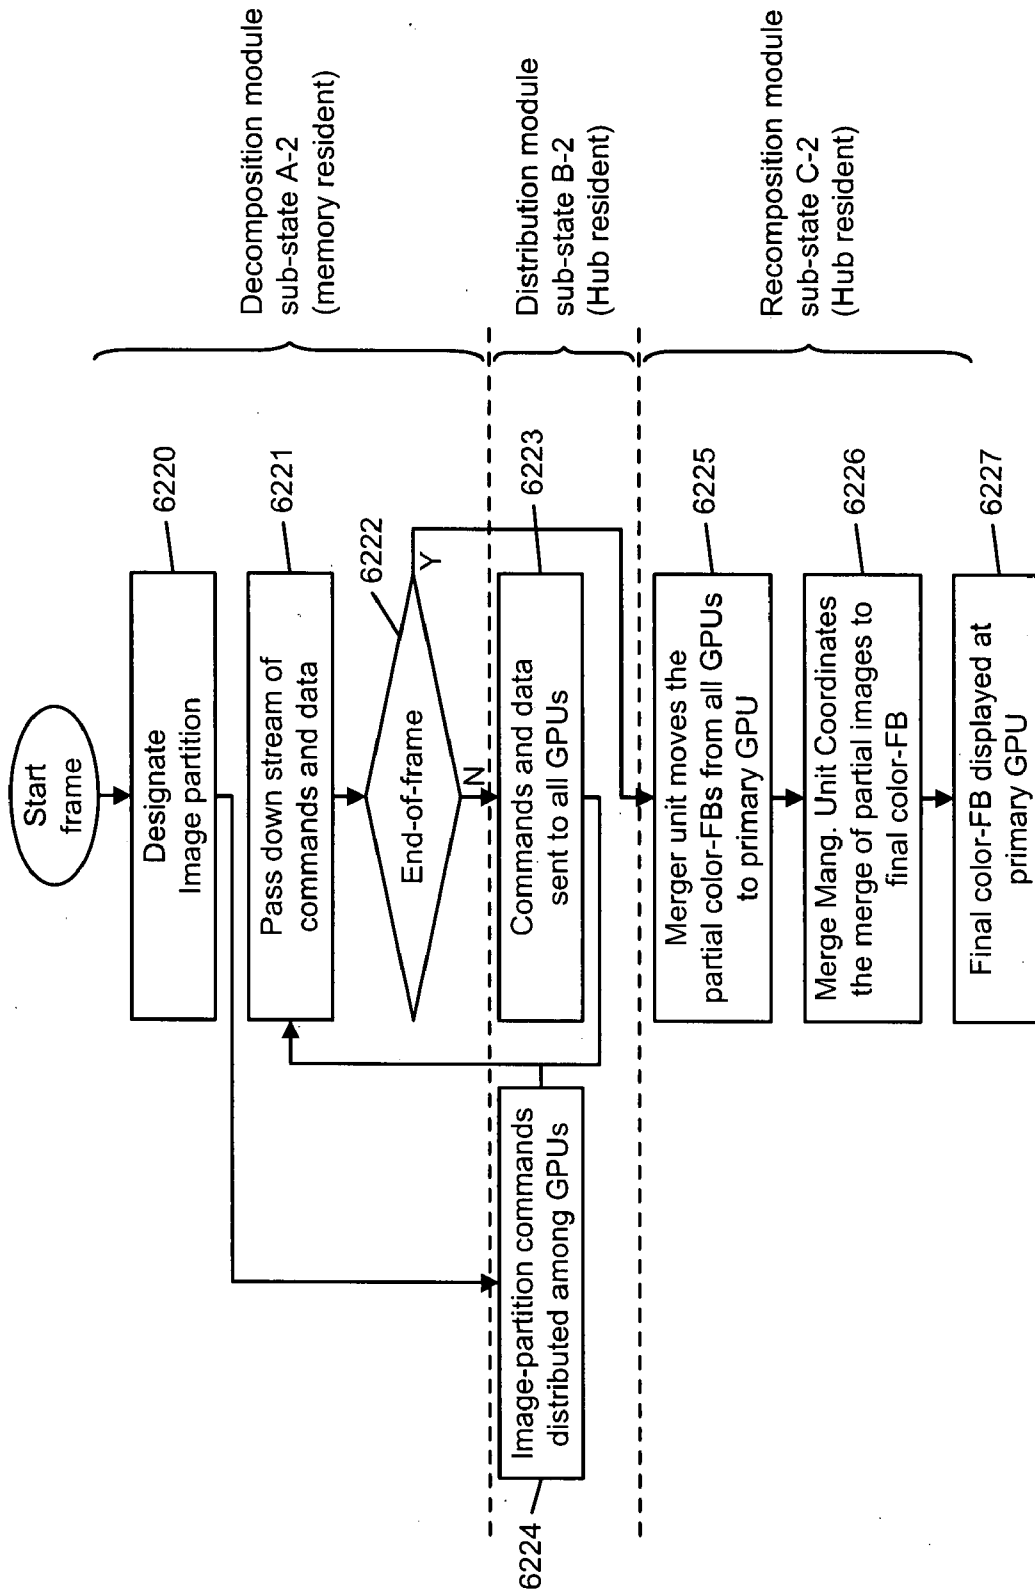 Start
frame
Designate
Image partition
6220
Pass down stream of
commands and data
6221
End-of-frame
6222
Y
N
Decomposition module
sub-state A-2
(memory resident)
Commands and data
sent to all GPUs
6223
Image-partition commands
distributed among GPUs
6224
Distribution module
sub-state B-2
(Hub resident)
Merger unit moves the
partial color-FBs from all GPUs
to primary GPU
6225
Merge Mang. Unit Coordinates
the merge of partial images to
final color-FB
6226
Final color-FB displayed at
primary GPU
6227
Recomposition module
sub-state C-2
(Hub resident)